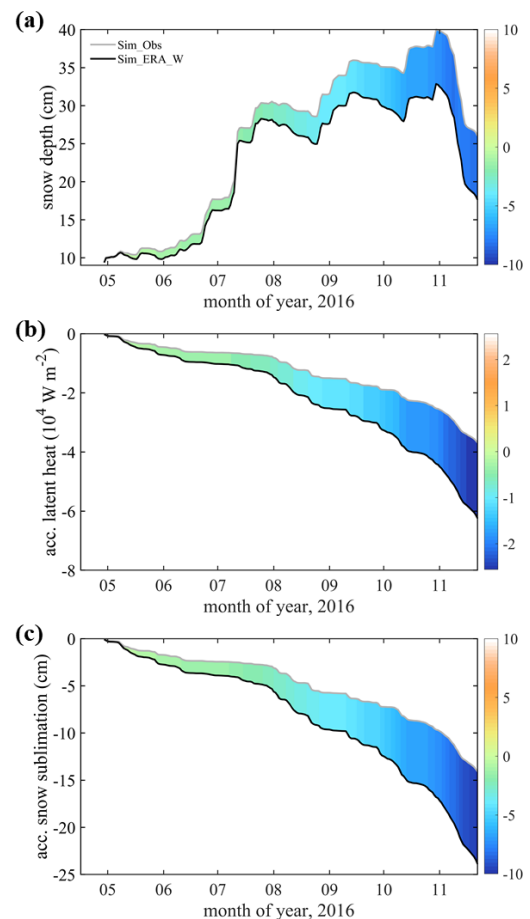 (a)
snow depth (cm)
40
35
30
25
20
15
10
Sim_Obs
Sim_ERA_W
10
5
0
-5
-10
05 06 07 08 09 10 11
month of year, 2016
(b)
acc. latent heat (10⁴ W m⁻²)
0
-2
-4
-6
-8
2
1
0
-1
-2
05 06 07 08 09 10 11
month of year, 2016
(c)
acc. snow sublimation (cm)
0
-5
-10
-15
-20
-25
10
5
0
-5
-10
05 06 07 08 09 10 11
month of year, 2016